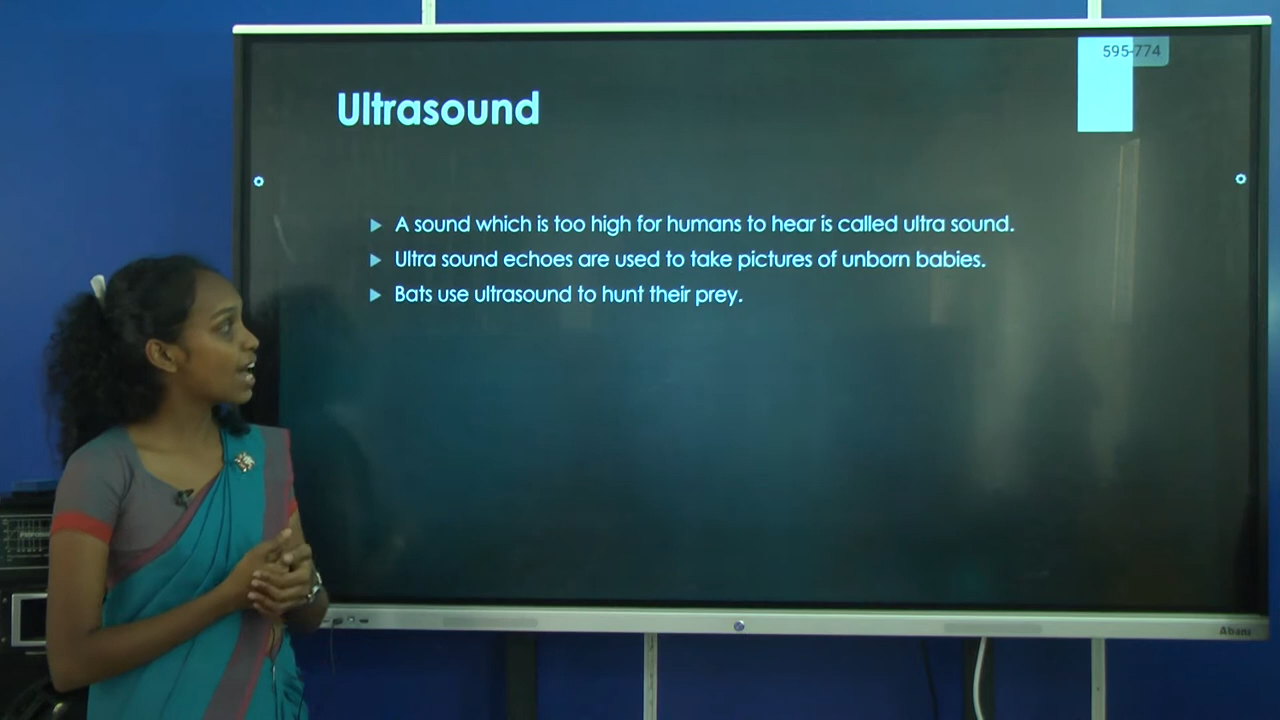 595-774
Ultrasound
A sound which is too high for humans to hear is called ultra sound.
Ultra sound echoes are used to take pictures of unborn babies.
Bats use ultrasound to hunt their prey.
Abans